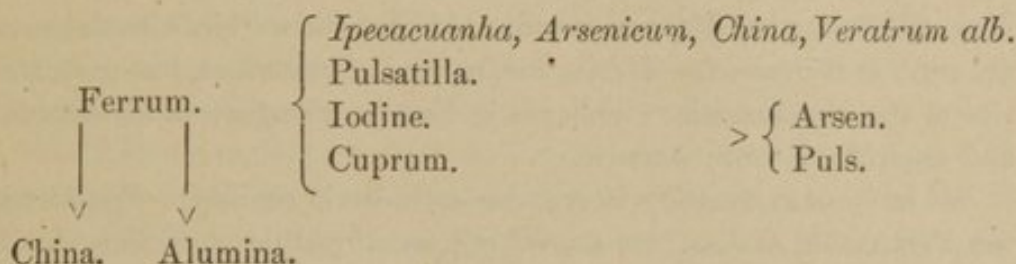 Ipecacuanha, Arsenicum, China, Veratrum alb.
Pulsatilla.
Ferrum.
Iodine.
> Arsen.
Cuprum.
Puls.
China. Alumina.